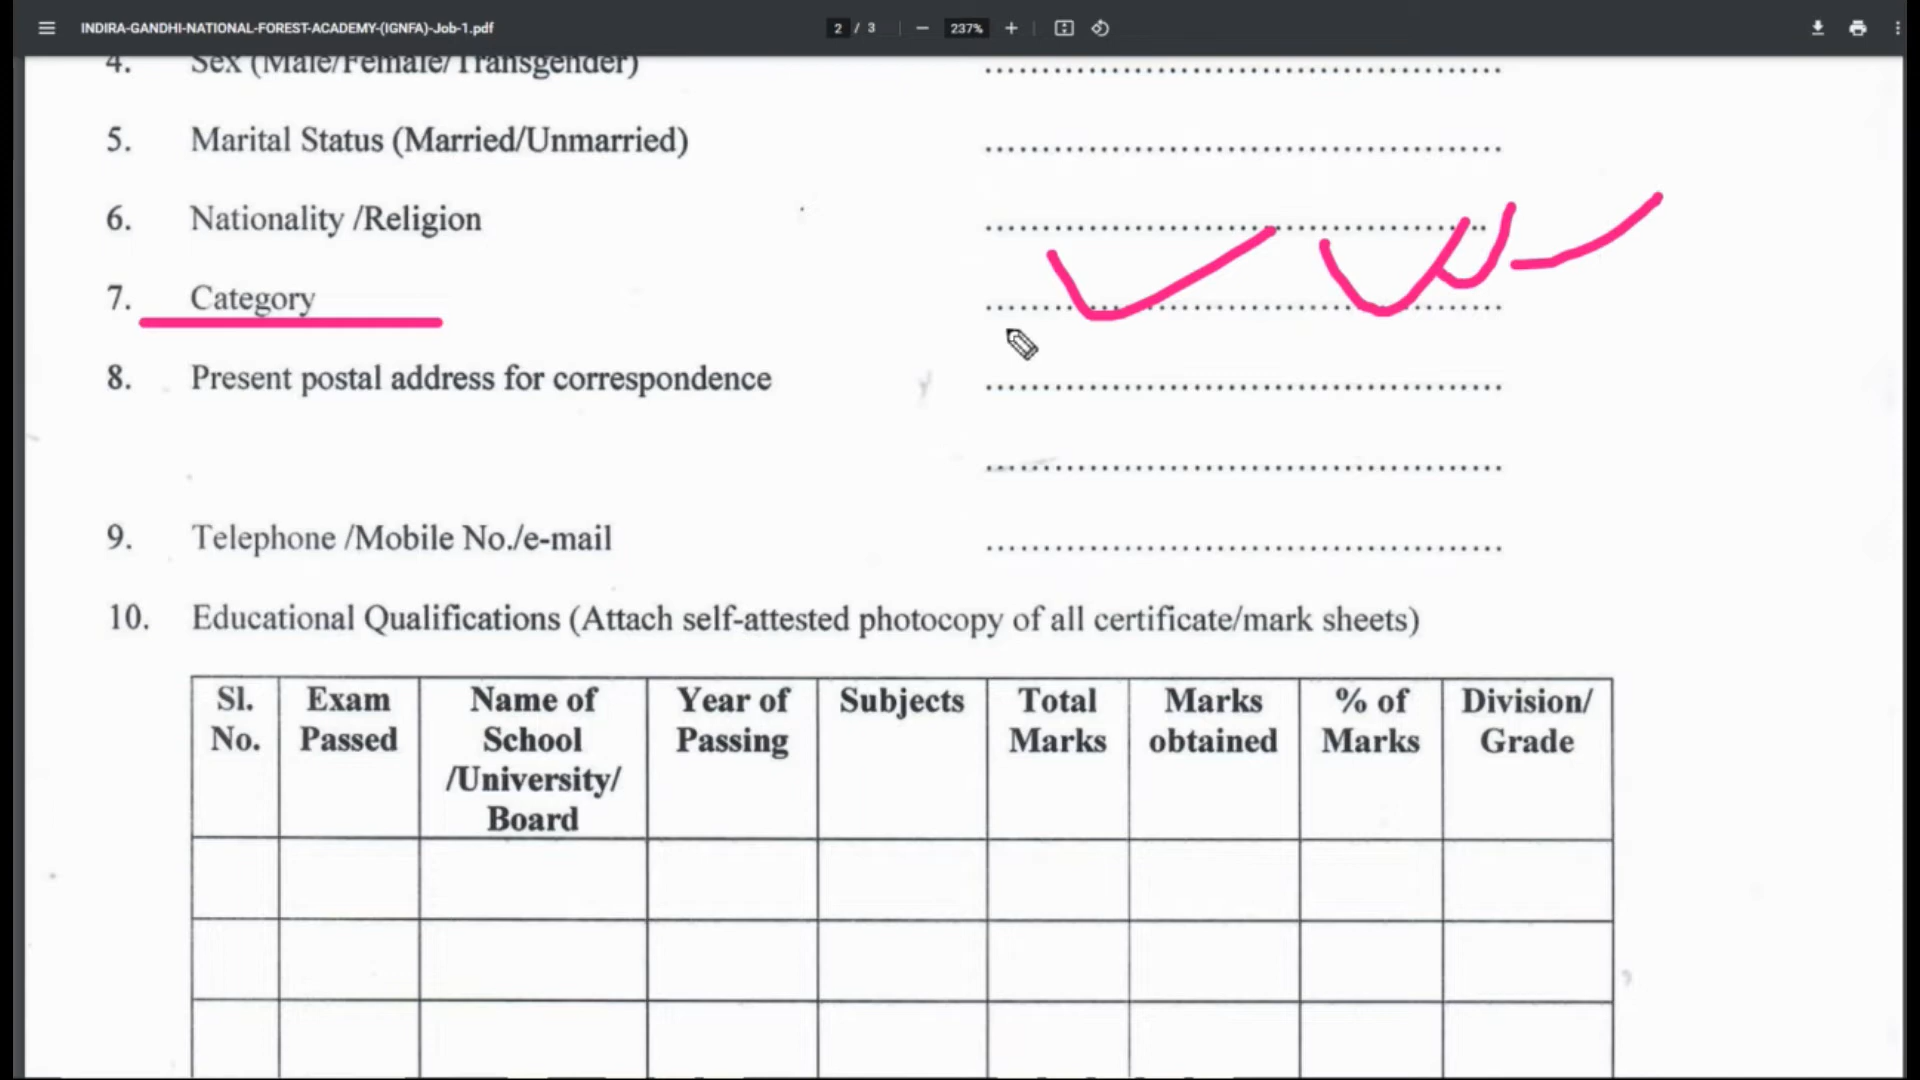 INDIRA-GANDHI-NATIONAL-FOREST-ACADEMY-(IGNFA)-Job-1.pdf 2 / 3 237%
4. Sex (Male/Female/Transgender) ............................................
5. Marital Status (Married/Unmarried) ............................................
6. Nationality /Religion ............................................
7. Category ............................................
8. Present postal address for correspondence ............................................
............................................
9. Telephone /Mobile No./e-mail ............................................
10. Educational Qualifications (Attach self-attested photocopy of all certificate/mark sheets)
Sl. Exam Name of Year of Subjects Total Marks % of Division/
No. Passed School Passing Marks obtained Marks Grade
/University/
Board